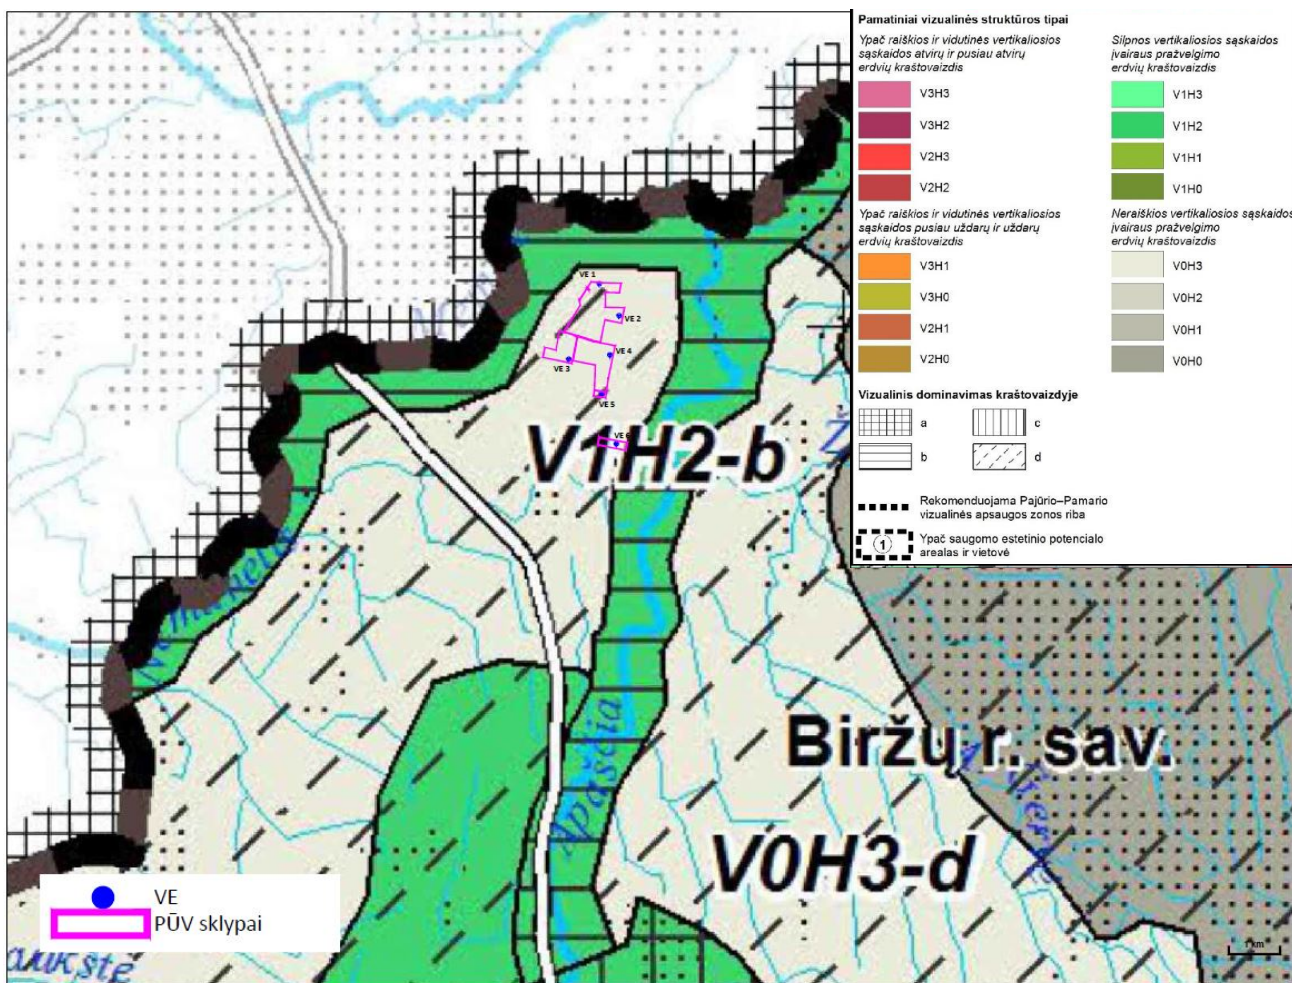 Pamatiniai vizualinės struktūros tipai
Ypač raiškios ir vidutinės vertikaliosios
sąskaidos atvirų ir pusiau atvirų
erdvių kraštovaizdis
V3H3
V3H2
V2H3
V2H2
Ypač raiškios ir vidutinės vertikaliosios
sąskaidos pusiau uždarų ir uždarų
erdvių kraštovaizdis
V3H1
V3H0
V2H1
V2H0
Silpnos vertikaliosios sąskaidos
įvairaus pražvelgimo
erdvių kraštovaizdis
V1H3
V1H2
V1H1
V1H0
Neraiškios vertikaliosios sąskaidos
įvairaus pražvelgimo
erdvių kraštovaizdis
V0H3
V0H2
V0H1
V0H0
Vizualinis dominavimas kraštovaizdyje
a
c
b
d
Rekomenduojama Pajūrio–Pamario
vizualinės apsaugos zonos riba
1
Ypač saugomo estetinio potencialo
arealas ir vietovė
VE 1
VE 2
VE 4
VE 3
VE 5
VE 6
V1H2-b
Apaščia
Biržų r. sav.
V0H3-d
VE
PŪV sklypai
1 km